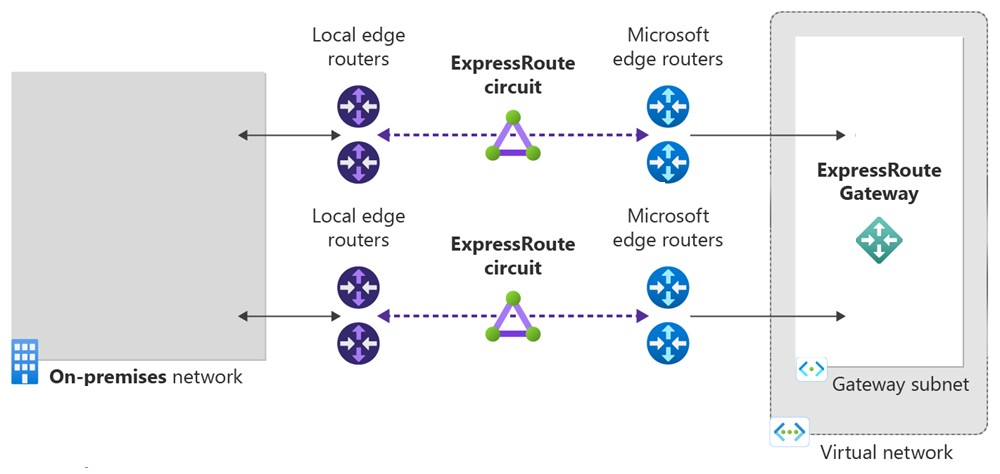 Local edge
routers
ExpressRoute
circuit
Microsoft
edge routers
ExpressRoute
Gateway
Local edge
routers
ExpressRoute
circuit
Microsoft
edge routers
On-premises network
Gateway subnet
Virtual network